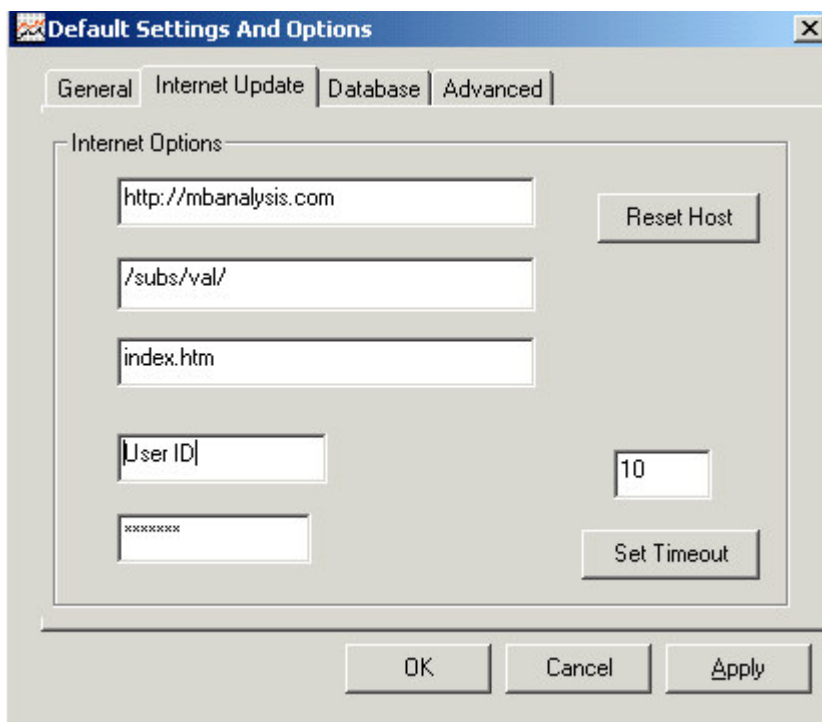 Default Settings And Options
General Internet Update Database Advanced
Internet Options
http://mbanalysis.com
Reset Host
/subs/val/
index.htm
User ID
10
*******
Set Timeout
OK Cancel Apply